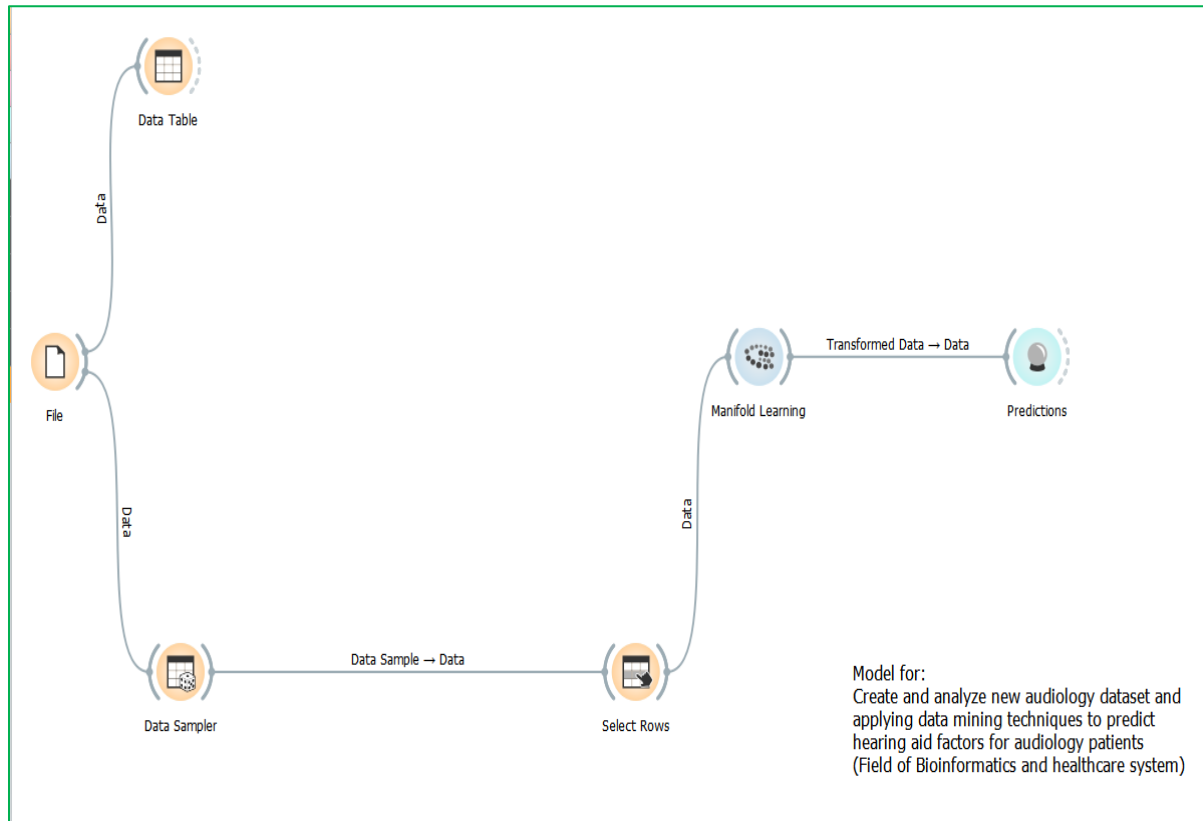 Data Table
Data
File
Data
Data Sampler
Data Sample → Data
Select Rows
Data
Manifold Learning
Transformed Data → Data
Predictions
Model for:
Create and analyze new audiology dataset and
applying data mining techniques to predict
hearing aid factors for audiology patients
(Field of Bioinformatics and healthcare system)